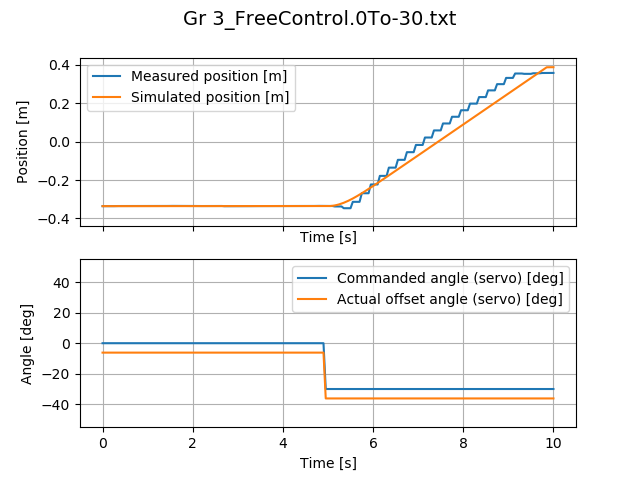 Gr 3_FreeControl.0To-30.txt
0.4
0.2
0.0
−0.2
−0.4
Position [m]
Measured position [m]
Simulated position [m]
Time [s]
40
20
0
−20
−40
Angle [deg]
Commanded angle (servo) [deg]
Actual offset angle (servo) [deg]
0 2 4 6 8 10
Time [s]